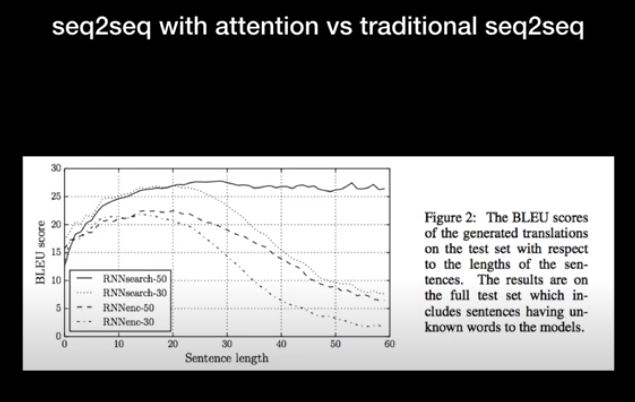 seq2seq with attention vs traditional seq2seq
30
25
20
15
10
5
0
BLEU score
RNNsearch-50
RNNsearch-30
RNNenc-50
RNNenc-30
0 10 20 30 40 50 60
Sentence length
Figure 2: The BLEU scores
of the generated translations
on the test set with respect
to the lengths of the sen-
tences. The results are on
the full test set which in-
cludes sentences having un-
known words to the models.